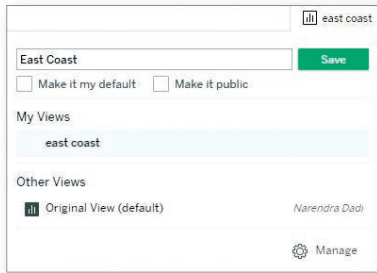 east coast
East Coast Save
Make it my default Make it public
My Views
east coast
Other Views
Original View (default) Narendra Dadi
Manage